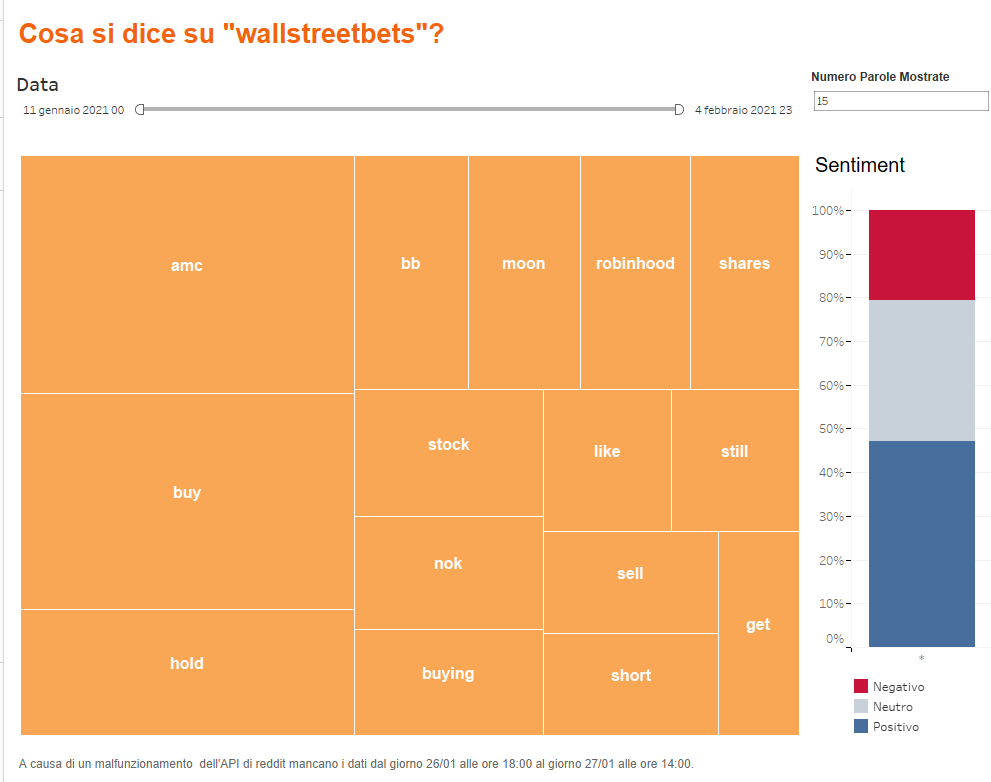 Cosa si dice su "wallstreetbets"?
Data
11 gennaio 2021 00
4 febbraio 2021 23
Numero Parole Mostrate
15
amc
bb
moon
robinhood
shares
buy
stock
like
still
nok
sell
get
hold
buying
short
Sentiment
100%
90%
80%
70%
60%
50%
40%
30%
20%
10%
0%
*
Negativo
Neutro
Positivo
A causa di un malfunzionamento  dell'API di reddit mancano i dati dal giorno 26/01 alle ore 18:00 al giorno 27/01 alle ore 14:00.